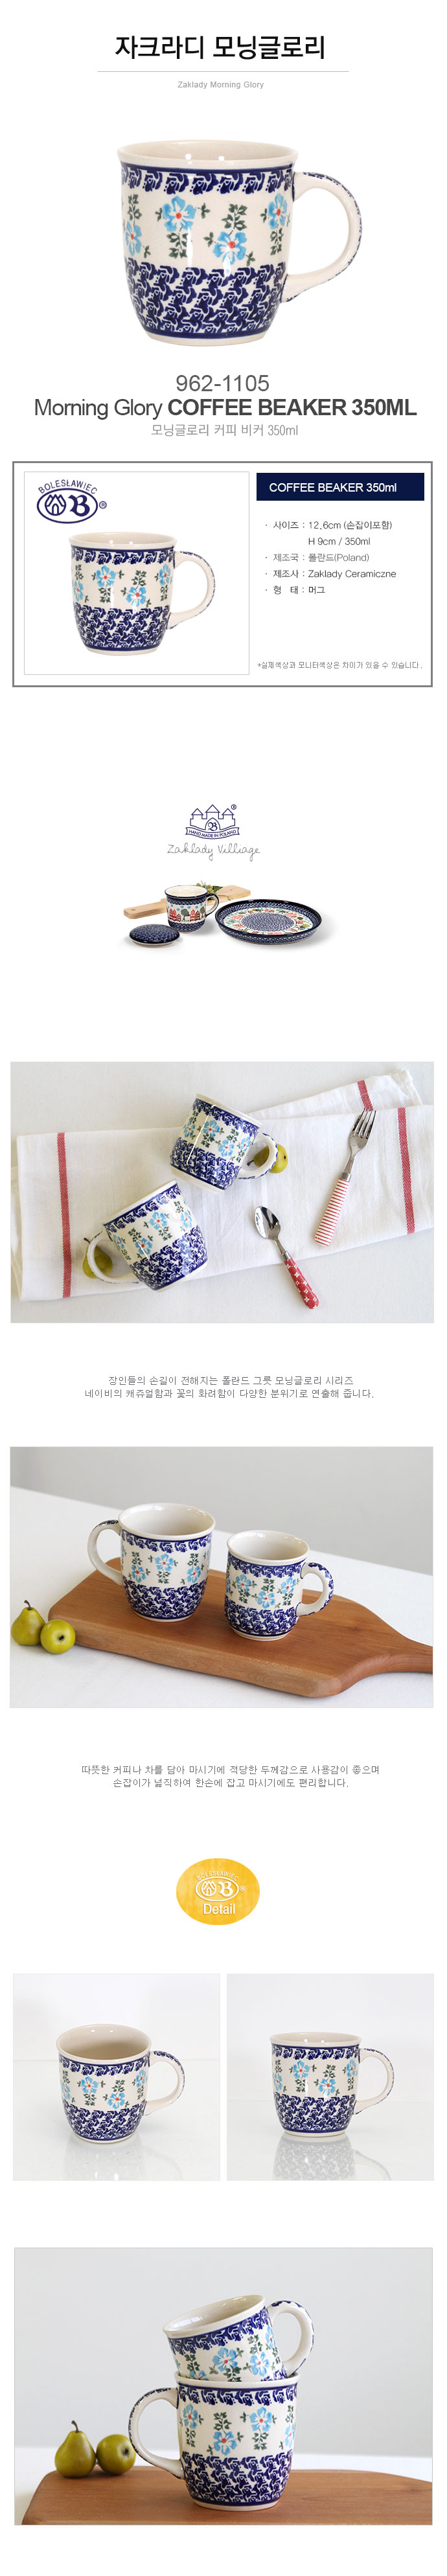 자크라디 모닝글로리
Zaklady Morning Glory
962-1105
Morning Glory COFFEE BEAKER 350ML
모닝글로리 커피 비커 350ml
BOLESŁAWIEC
B®
COFFEE BEAKER 350ml
· 사이즈 : 12.6cm (손잡이포함)
H 9cm / 350ml
· 제조국 : 폴란드(Poland)
· 제조사 : Zaklady Ceramiczne
· 형 태 : 머그
*실제색상과 모니터색상은 차이가 있을 수 있습니다.
B
HAND MADE IN POLAND
Zaklady Villiage
장인들의 손길이 전해지는 폴란드 그릇 모닝글로리 시리즈
네이비의 캐쥬얼함과 꽃의 화려함이 다양한 분위기로 연출해 줍니다.
따뜻한 커피나 차를 담아 마시기에 적당한 두께감으로 사용감이 좋으며
손잡이가 넓직하여 한손에 잡고 마시기에도 편리합니다.
BOLESŁAWIEC
B®
Detail